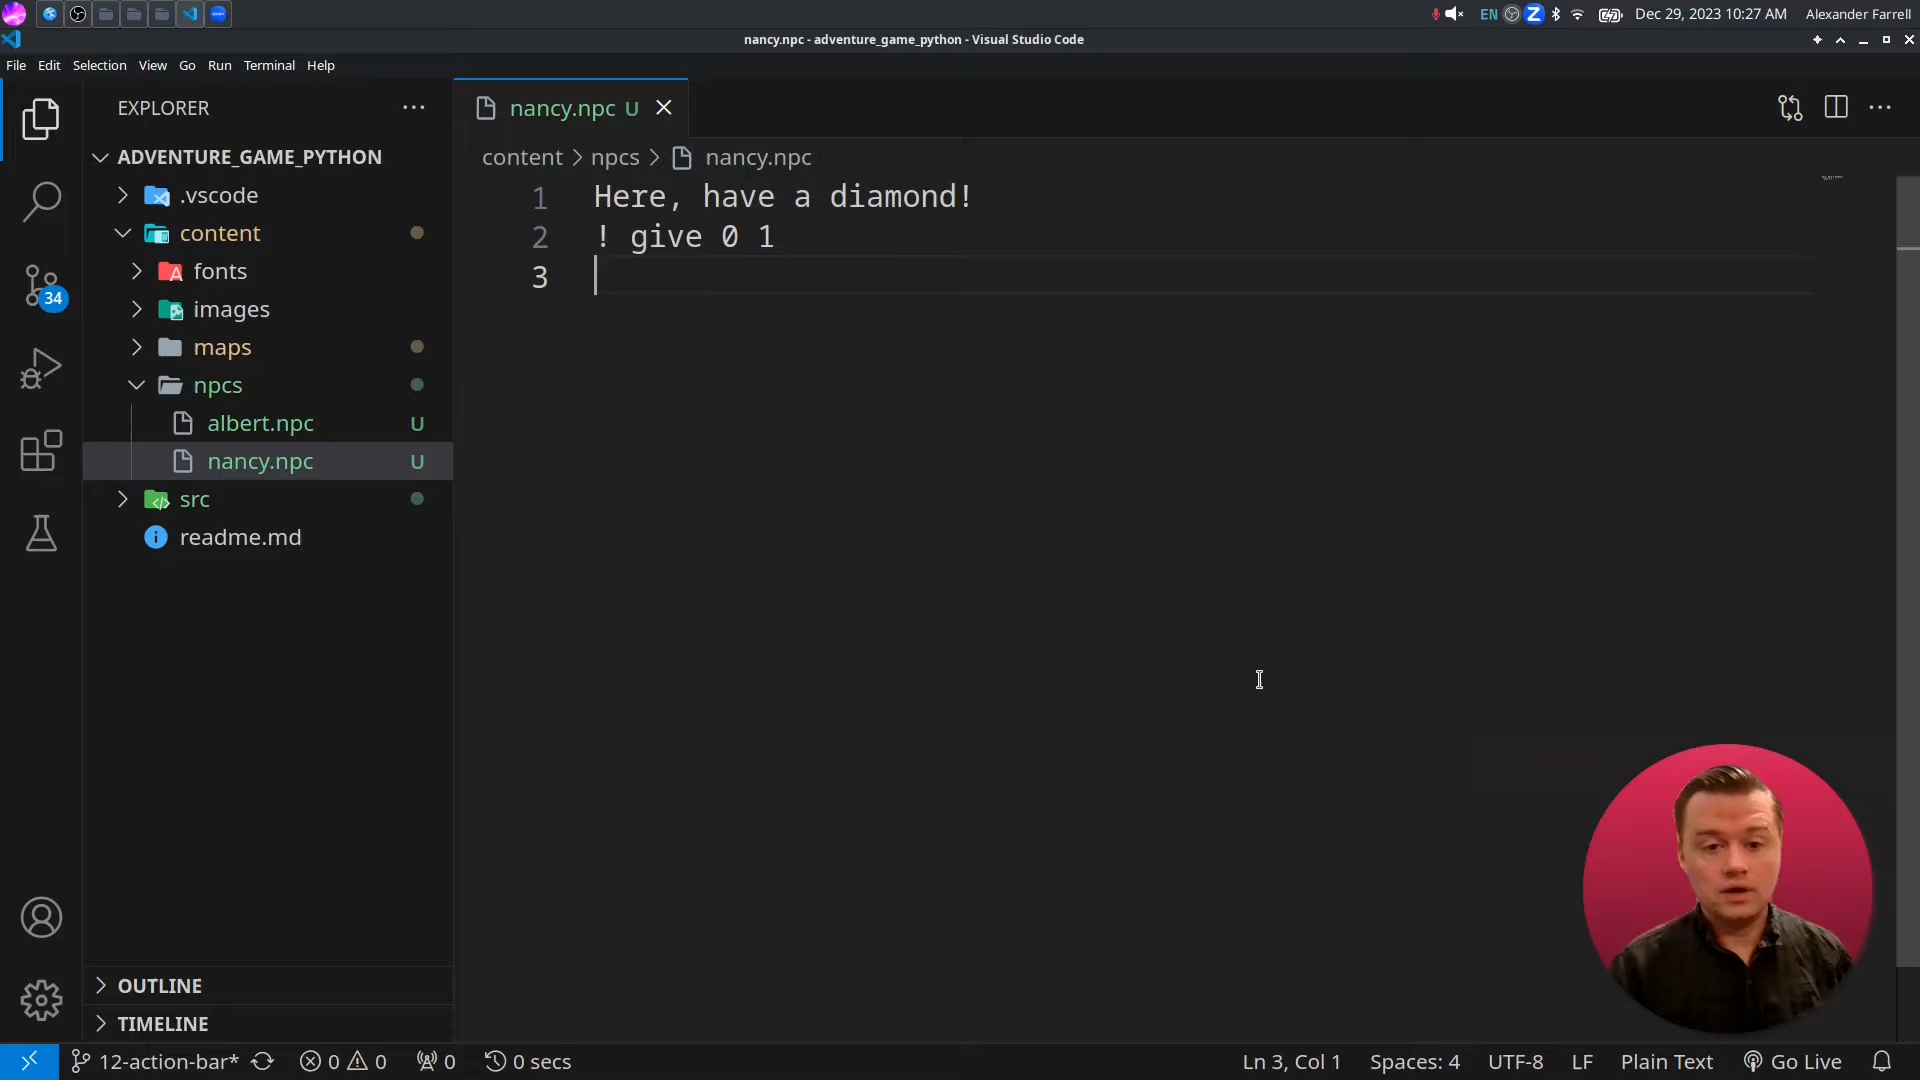 EN
Z
Dec 29, 2023 10:27 AM
Alexander Farrell
nancy.npc - adventure_game_python - Visual Studio Code
File Edit Selection View Go Run Terminal Help
EXPLORER
nancy.npc U
ADVENTURE_GAME_PYTHON
content > npcs > nancy.npc
.vscode
content
fonts
images
maps
npcs
albert.npc U
nancy.npc U
src
readme.md
34
1 Here, have a diamond!
2 ! give 0 1
3
OUTLINE
TIMELINE
12-action-bar* 0 0 0 0 secs
Ln 3, Col 1 Spaces: 4 UTF-8 LF Plain Text Go Live